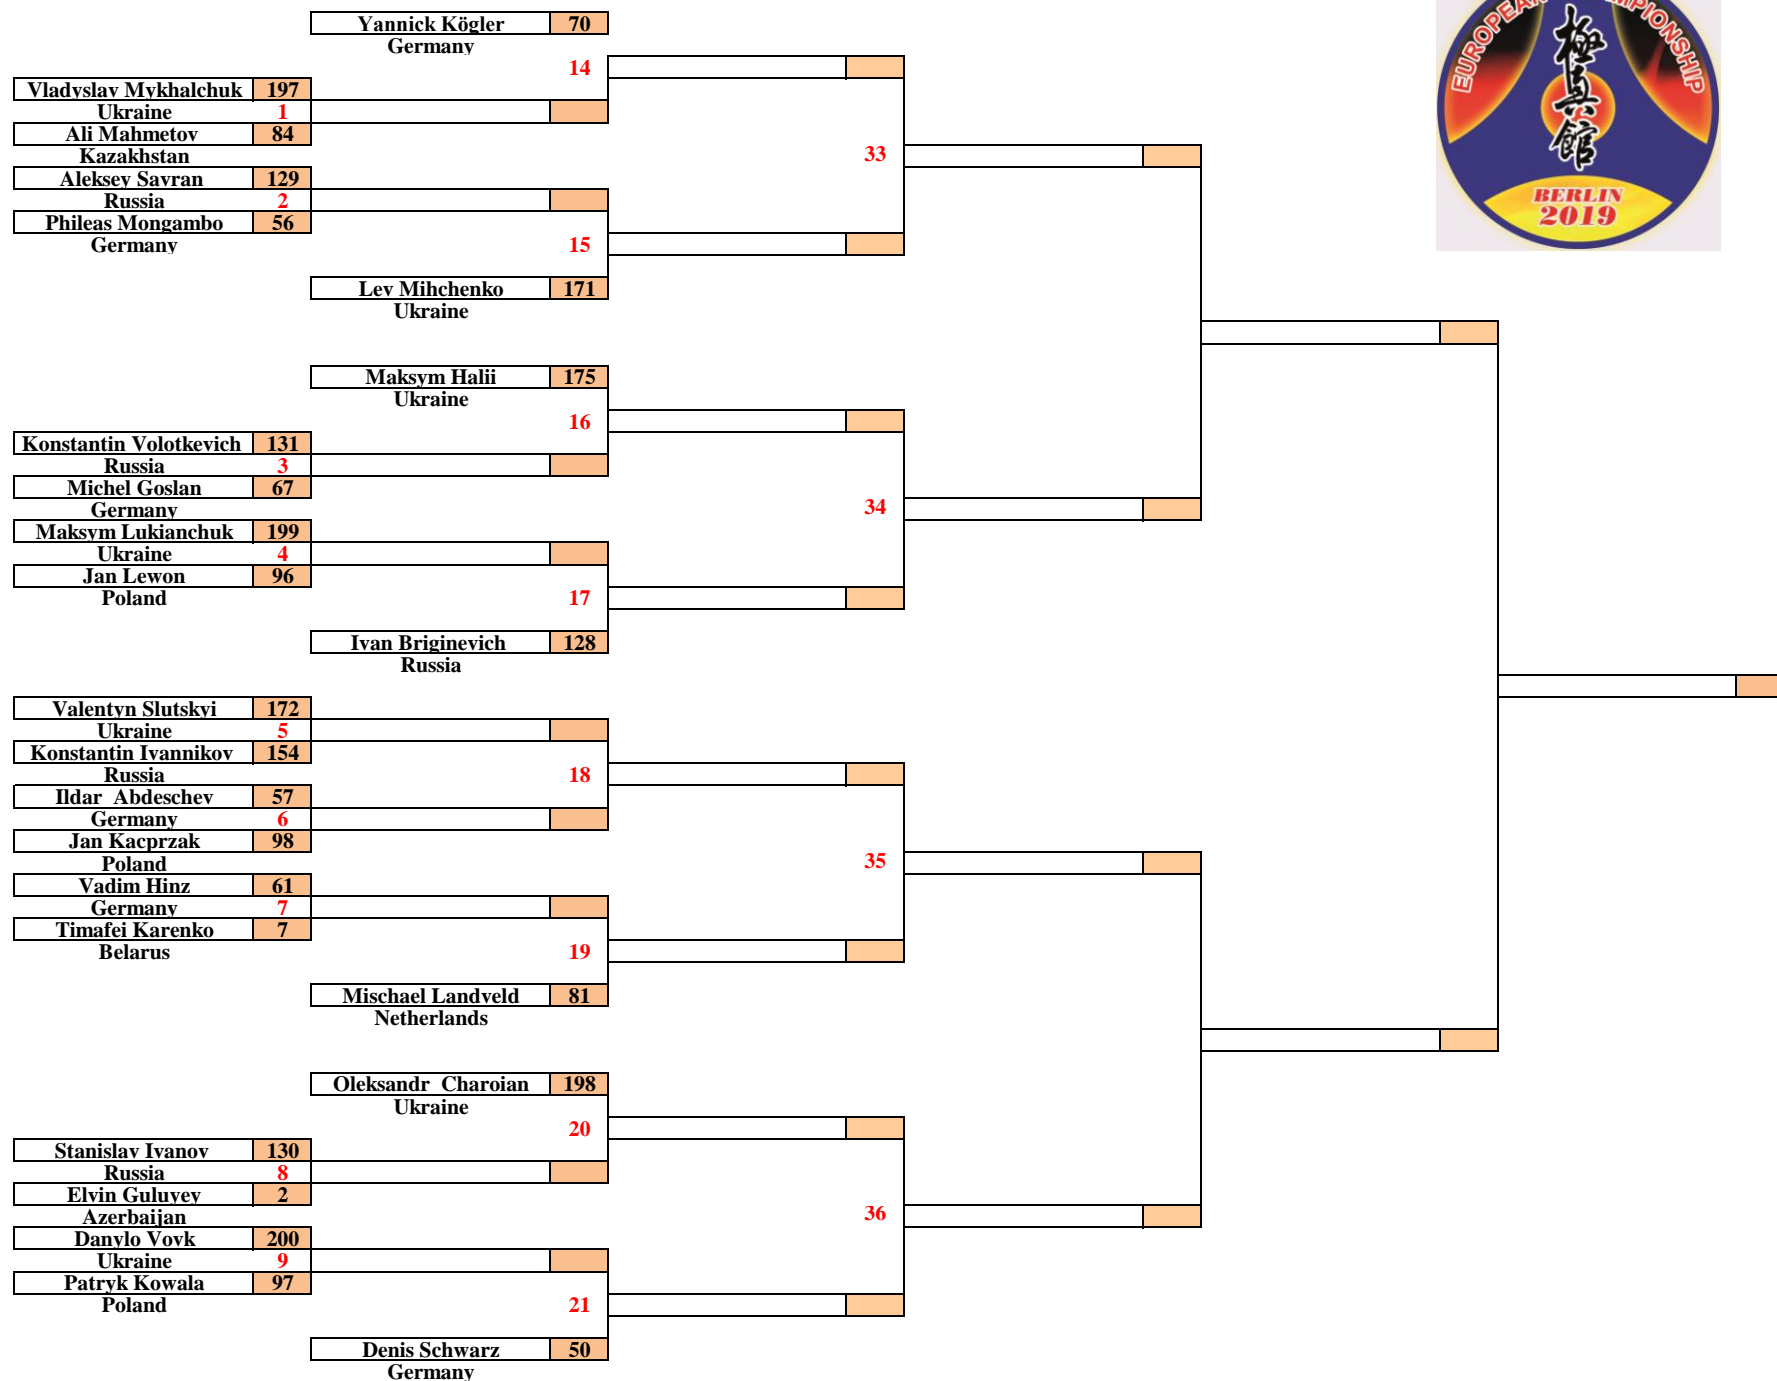 Yannick Kögler 70
Germany
14
Vladyslav Mykhalchuk 197
Ukraine 1
Ali Mahmetov 84
Kazakhstan
33
Aleksey Savran 129
Russia 2
Phileas Mongambo 56
Germany
15
Lev Mihchenko 171
Ukraine
Maksym Halii 175
Ukraine
16
Konstantin Volotkevich 131
Russia 3
Michel Goslan 67
Germany
34
Maksym Lukianchuk 199
Ukraine 4
Jan Lewon 96
Poland
17
Ivan Briginevich 128
Russia
Valentyn Slutskyi 172
Ukraine 5
Konstantin Ivannikov 154
Russia
18
Ildar Abdeschev 57
Germany 6
Jan Kacprzak 98
Poland
35
Vadim Hinz 61
Germany 7
Timafei Karenko 7
Belarus
19
Mischael Landveld 81
Netherlands
Oleksandr Charoian 198
Ukraine
20
Stanislav Ivanov 130
Russia 8
Elvin Guluyey 2
Azerbaijan
36
Danylo Vovk 200
Ukraine 9
Patryk Kowala 97
Poland
21
Denis Schwarz 50
Germany
EUROPEAN CHAMPIONSHIP
極真館
BERLIN
2019